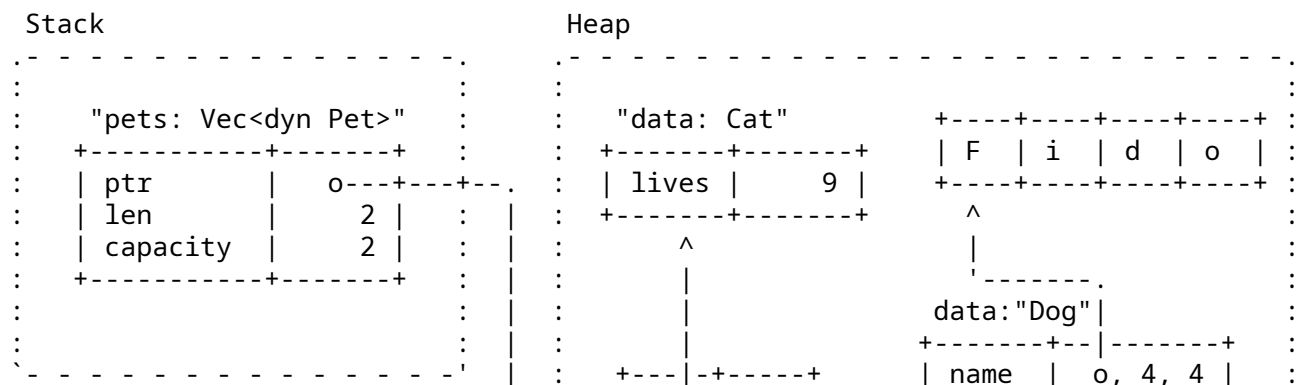 Stack Heap
"pets: Vec<dyn Pet>" "data: Cat"
F i d o
ptr o lives 9
len 2
capacity 2
data:"Dog"
name o, 4, 4